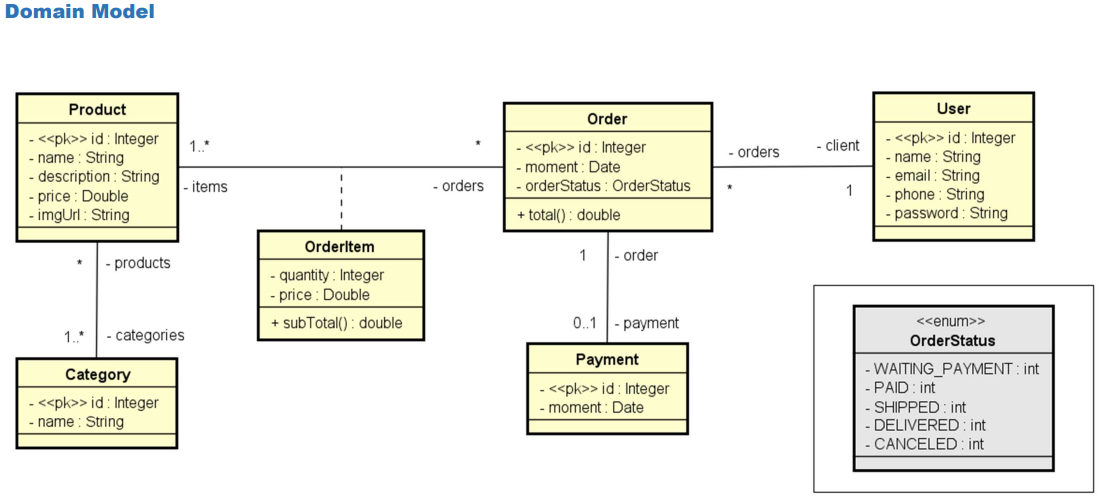 Domain Model
Product
- <<pk>> id : Integer
- name : String
- description : String
- price : Double
- imgUrl : String
1..*
- items
*
- orders
Order
- <<pk>> id : Integer
- moment : Date
- orderStatus : OrderStatus
+ total() : double
- orders
*
- client
1
User
- <<pk>> id : Integer
- name : String
- email : String
- phone : String
- password : String
OrderItem
- quantity : Integer
- price : Double
+ subTotal() : double
* - products
1..* - categories
Category
- <<pk>> id : Integer
- name : String
1 - order
0..1 - payment
Payment
- <<pk>> id : Integer
- moment : Date
<<enum>>
OrderStatus
- WAITING_PAYMENT : int
- PAID : int
- SHIPPED : int
- DELIVERED : int
- CANCELED : int